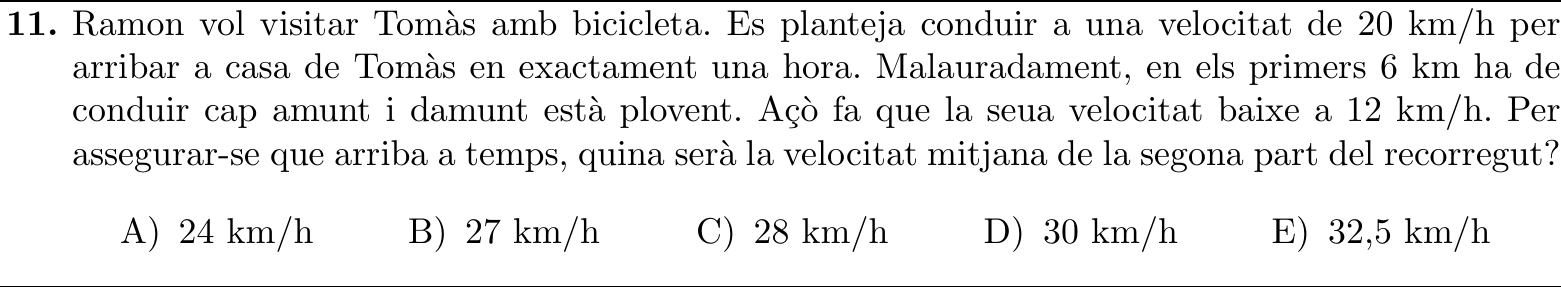 11. Ramon vol visitar Tomàs amb bicicleta. Es planteja conduir a una velocitat de 20 km/h per
arribar a casa de Tomàs en exactament una hora. Malauradament, en els primers 6 km ha de
conduir cap amunt i damunt està plovent. Açò fa que la seua velocitat baixe a 12 km/h. Per
assegurar-se que arriba a temps, quina serà la velocitat mitjana de la segona part del recorregut?
A) 24 km/h B) 27 km/h C) 28 km/h D) 30 km/h E) 32,5 km/h